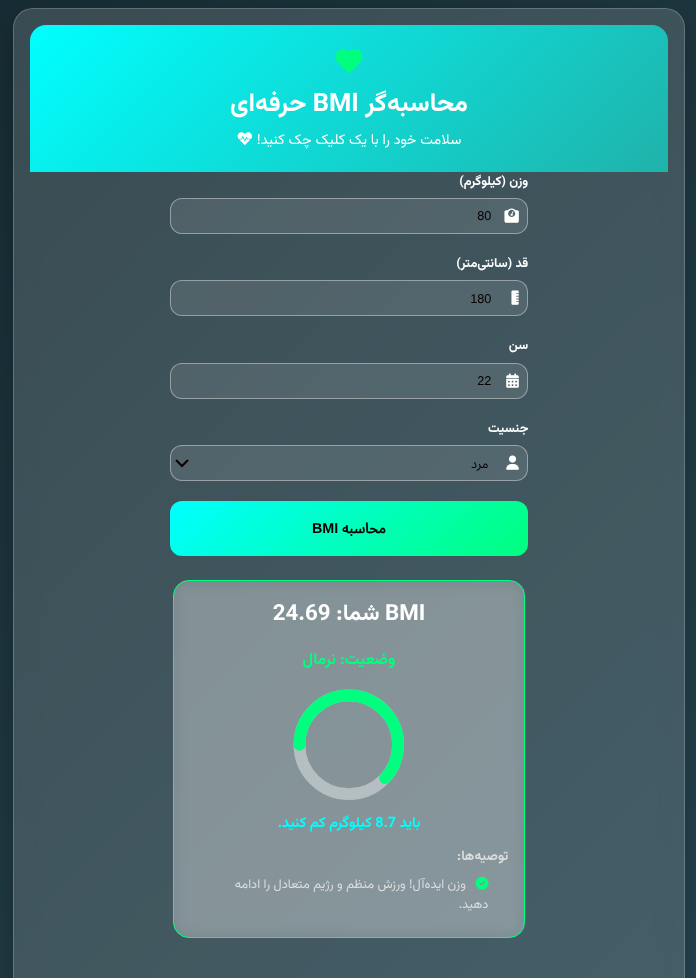 محاسبه‌گر BMI حرفه‌ای
سلامت خود را با یک کلیک چک کنید!
وزن (کیلوگرم)
80
قد (سانتی‌متر)
180
سن
22
جنسیت
مرد
محاسبه BMI
BMI شما: 24.69
وضعیت: نرمال
باید 8.7 کیلوگرم کم کنید.
توصیه‌ها:
وزن ایده‌آل! ورزش منظم و رژیم متعادل را ادامه
دهید.